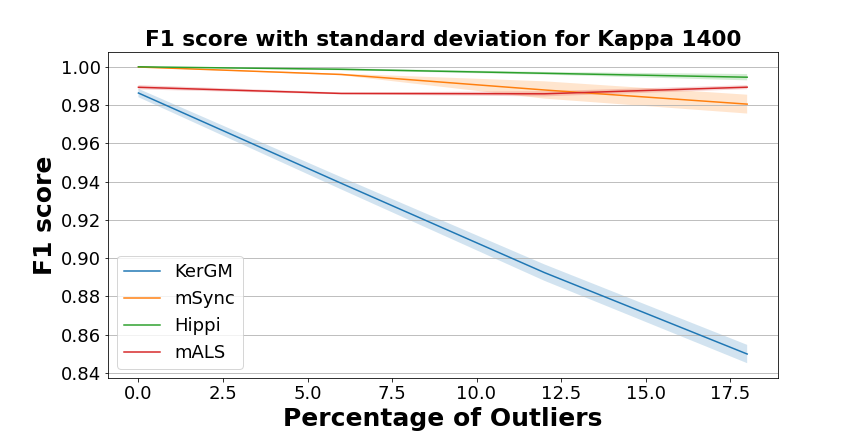 F1 score with standard deviation for Kappa 1400
F1 score
1.00
0.98
0.96
0.94
0.92
0.90
0.88
0.86
0.84
KerGM
mSync
Hippi
mALS
0.0 2.5 5.0 7.5 10.0 12.5 15.0 17.5
Percentage of Outliers